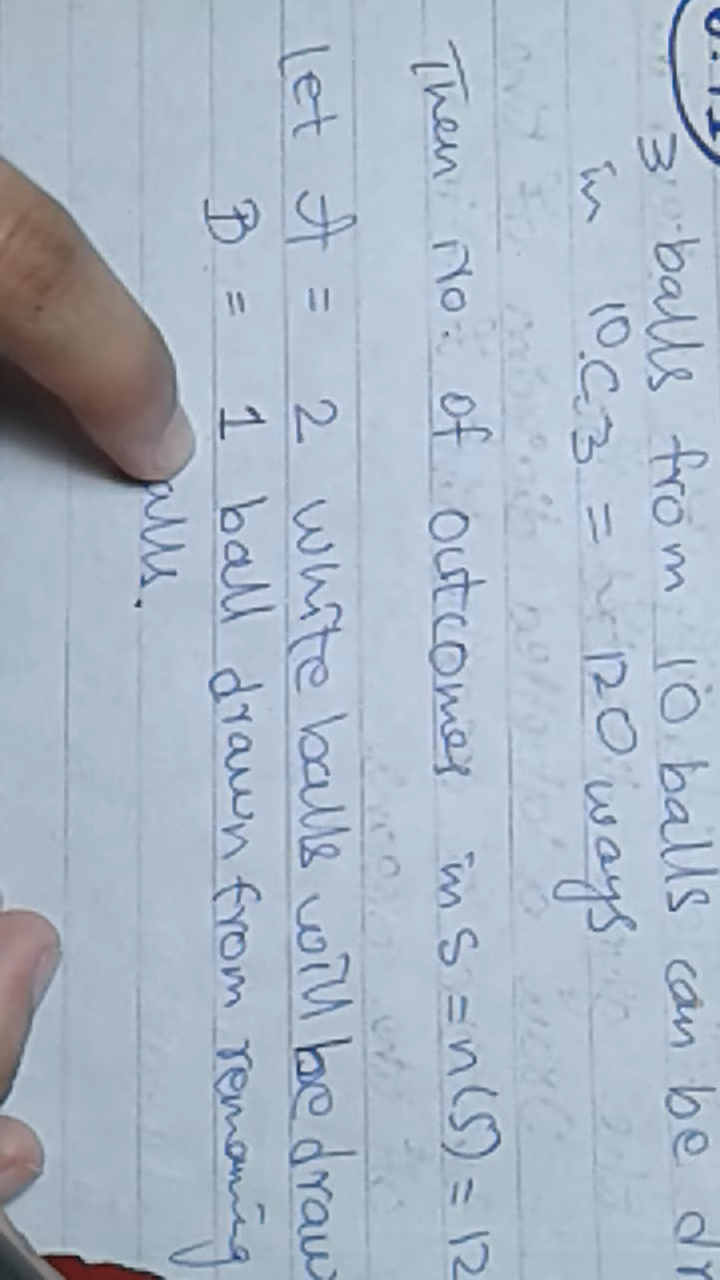 3 balls from 10 balls can be dr
in 10C3 = 120 ways
Then no. of outcomes in S = n(S) = 12
Let A = 2 white balls will be draw
B = 1 ball drawn from remaining
alls.